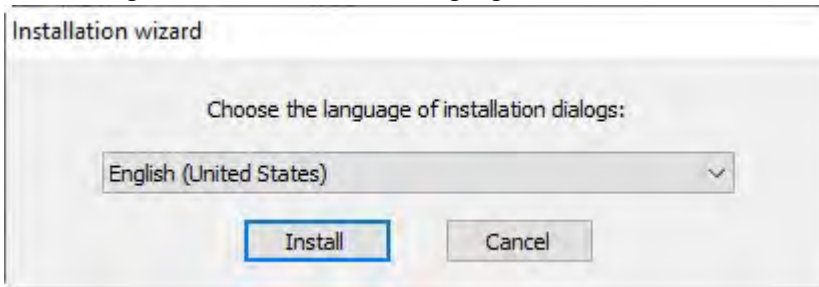 Installation wizard
Choose the language of installation dialogs:
English (United States)
Install Cancel